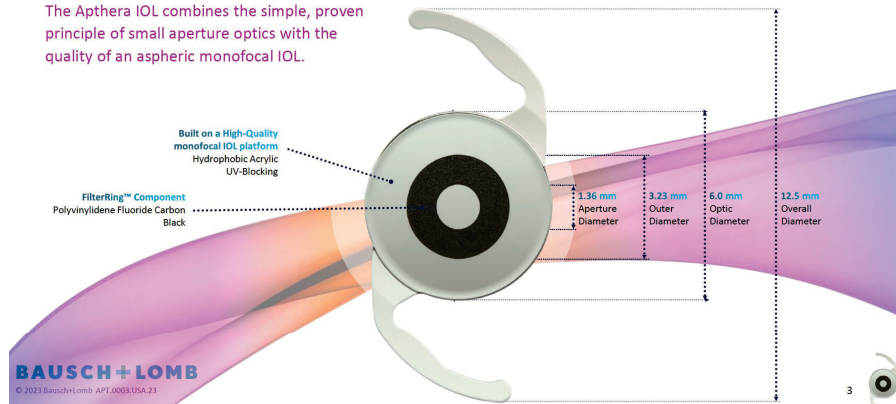 The Apthera IOL combines the simple, proven
principle of small aperture optics with the
quality of an aspheric monofocal IOL.
Built on a High-Quality
monofocal IOL platform
Hydrophobic Acrylic
UV-Blocking
FilterRing™ Component
Polyvinylidene Fluoride Carbon
Black
1.36 mm
Aperture
Diameter
3.23 mm
Outer
Diameter
6.0 mm
Optic
Diameter
12.5 mm
Overall
Diameter
BAUSCH+LOMB
© 2023 Bausch+Lomb APT.0003.USA.23
3